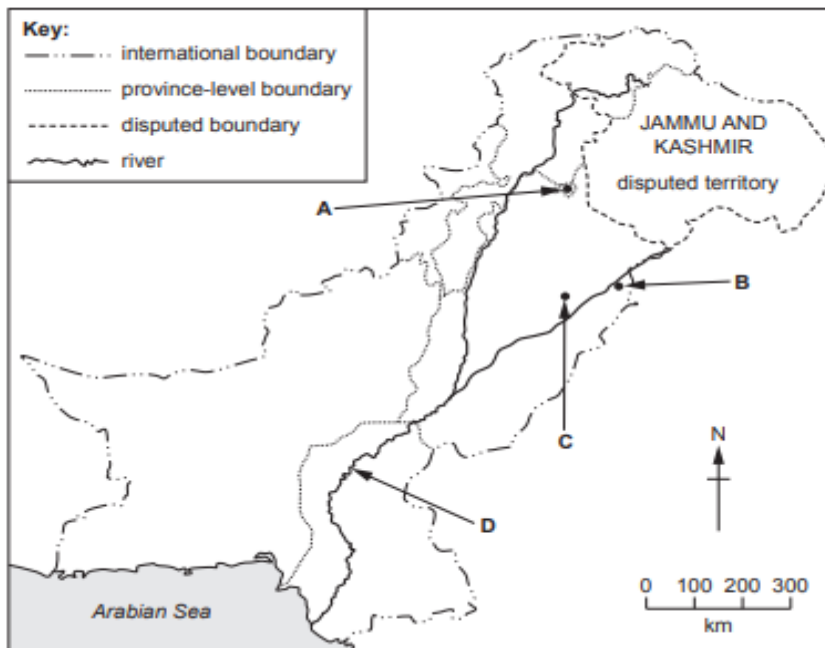 Key:
international boundary
province-level boundary
disputed boundary
river
JAMMU AND
KASHMIR
disputed territory
A
B
C
N
D
0 100 200 300
km
Arabian Sea